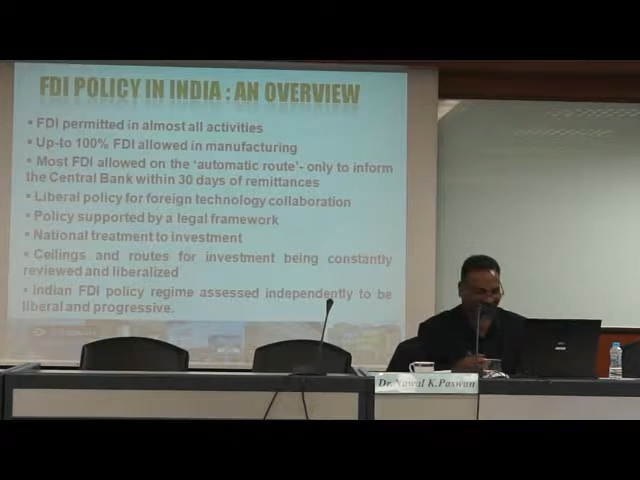 FDI POLICY IN INDIA : AN OVERVIEW
▪ FDI permitted in almost all activities
▪ Up-to 100% FDI allowed in manufacturing
▪ Most FDI allowed on the 'automatic route'- only to inform
the Central Bank within 30 days of remittances
▪ Liberal policy for foreign technology collaboration
▪ Policy supported by a legal framework
▪ National treatment to investment
▪ Ceilings and routes for investment being constantly
reviewed and liberalized
▪ Indian FDI policy regime assessed independently to be
liberal and progressive.
Dr. Nawal K.Paswan